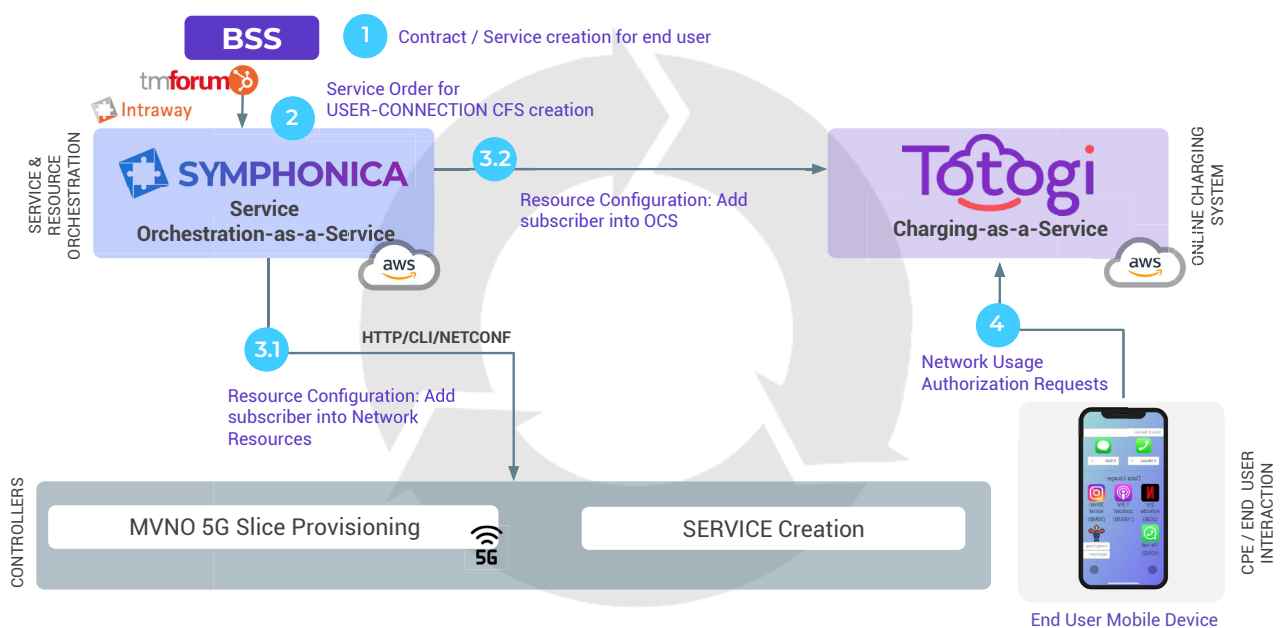 BSS
1
Contract / Service creation for end user
tmforum
Intraway
2
Service Order for
USER-CONNECTION CFS creation
SERVICE &
RESOURCE
ORCHESTRATION
SYMPHONICA
Service
Orchestration-as-a-Service
aws
3.2
Resource Configuration: Add
subscriber into OCS
Totogi
Charging-as-a-Service
aws
ONLINE CHARGING
SYSTEM
3.1
HTTP/CLI/NETCONF
Resource Configuration: Add
subscriber into Network
Resources
4
Network Usage
Authorization Requests
CONTROLLERS
MVNO 5G Slice Provisioning
5G
SERVICE Creation
Data Usage:
CPE / END USER
INTERACTION
End User Mobile Device